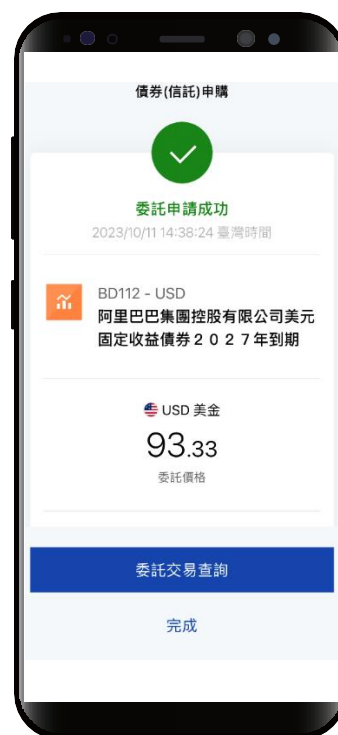 債券(信託)申購
委託申請成功
2023/10/11 14:38:24 臺灣時間
BD112 - USD
阿里巴巴集團控股有限公司美元
固定收益債券２０２７年到期
USD 美金
93.33
委託價格
委託交易查詢
完成